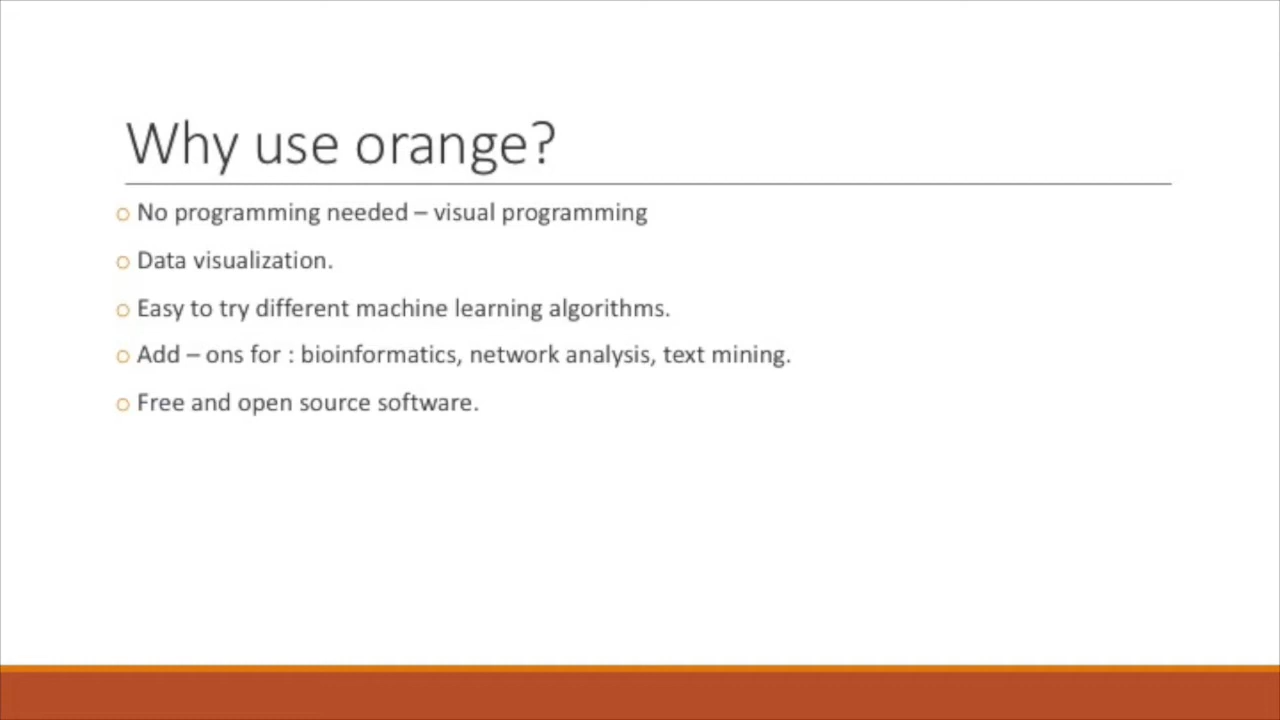 Why use orange?
No programming needed – visual programming
Data visualization.
Easy to try different machine learning algorithms.
Add – ons for : bioinformatics, network analysis, text mining.
Free and open source software.